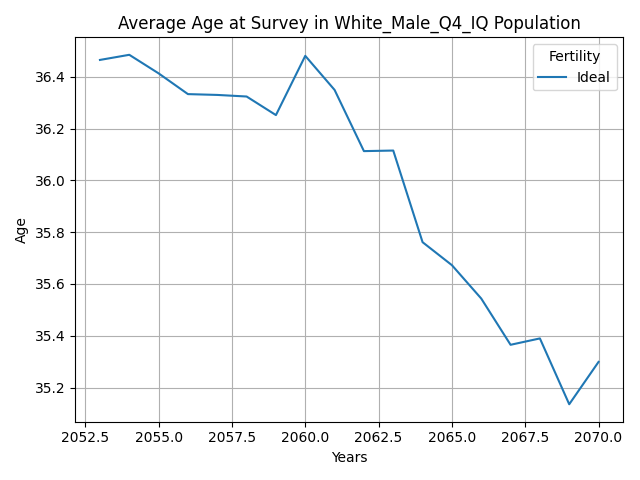 Average Age at Survey in White_Male_Q4_IQ Population
Fertility
Ideal
36.4
36.2
36.0
35.8
35.6
35.4
35.2
Age
2052.5 2055.0 2057.5 2060.0 2062.5 2065.0 2067.5 2070.0
Years